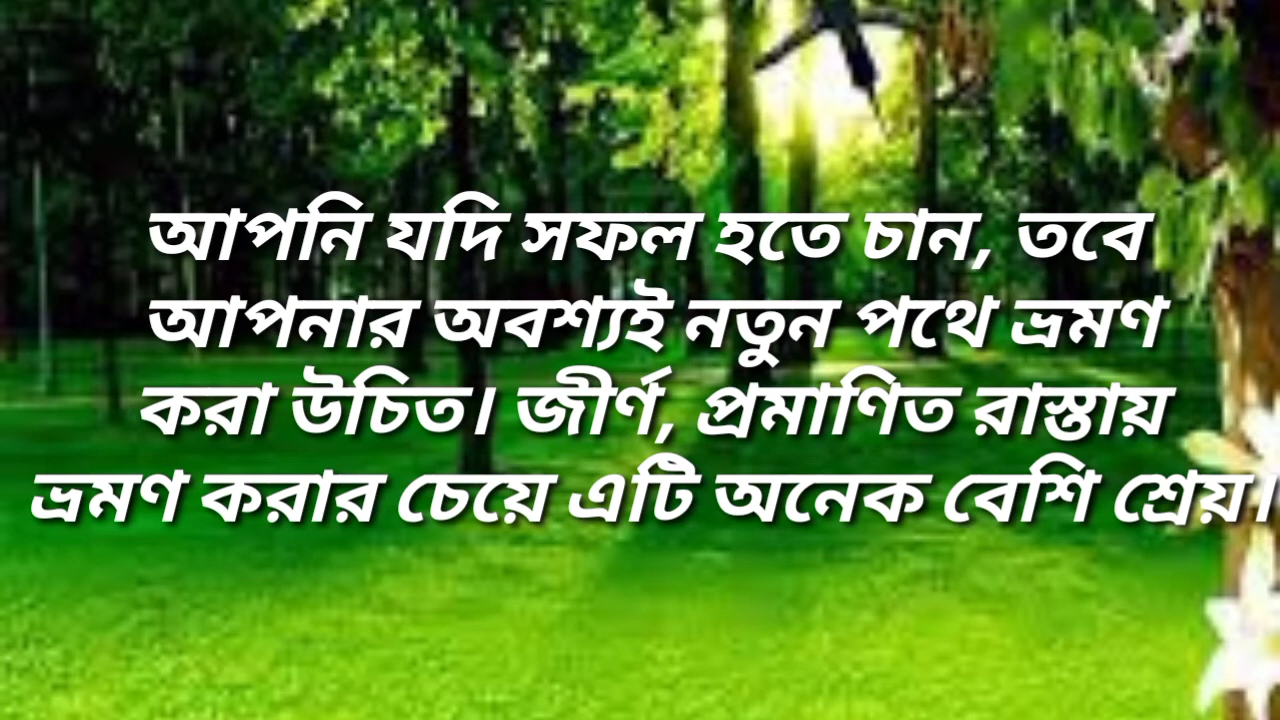 আপনি যদি সফল হতে চান, তবে
আপনার অবশ্যই নতুন পথে ভ্রমণ
করা উচিত। জীর্ণ, প্রমাণিত রাস্তায়
ভ্রমণ করার চেয়ে এটি অনেক বেশি শ্রেয়।